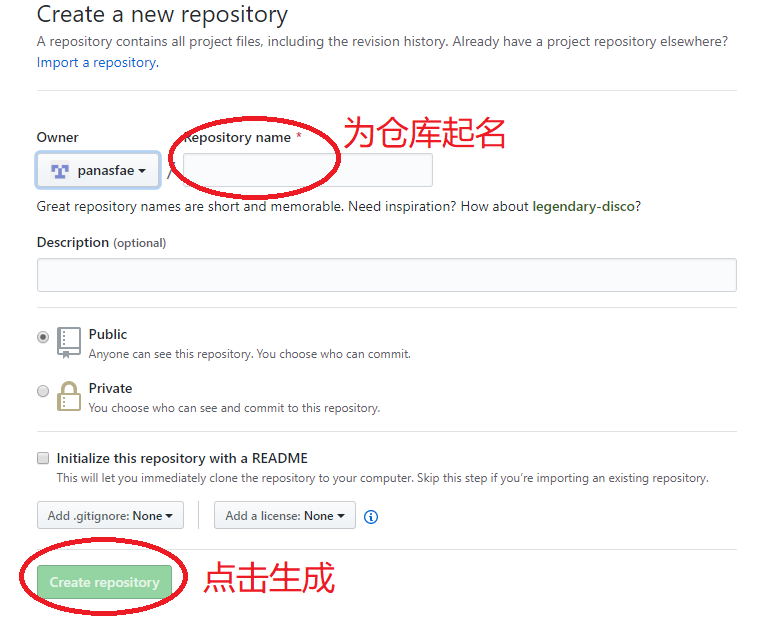 Create a new repository
A repository contains all project files, including the revision history. Already have a project repository elsewhere?
Import a repository.
Owner
Repository name *
为仓库起名
panasfae
/
Great repository names are short and memorable. Need inspiration? How about legendary-disco?
Description (optional)
Public
Anyone can see this repository. You choose who can commit.
Private
You choose who can see and commit to this repository.
Initialize this repository with a README
This will let you immediately clone the repository to your computer. Skip this step if you’re importing an existing repository.
Add .gitignore: None
Add a license: None
Create repository
点击生成